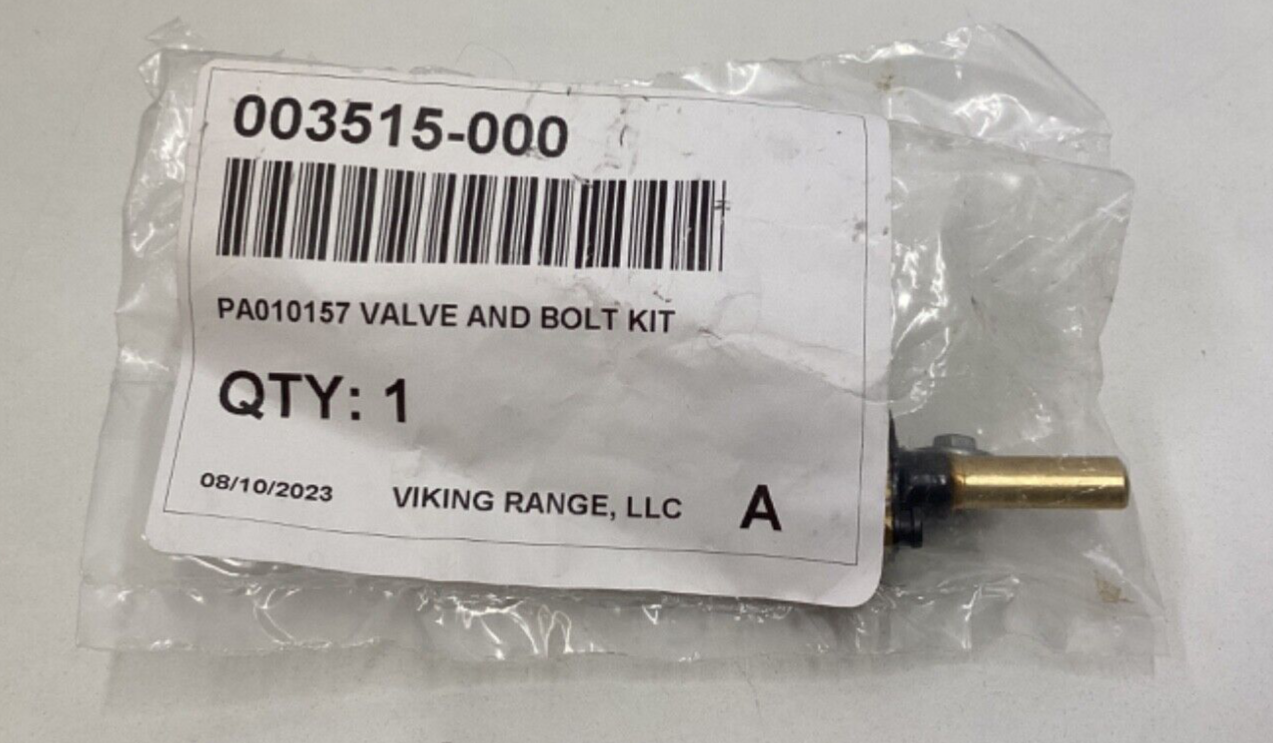 003515-000
PA010157 VALVE AND BOLT KIT
QTY: 1
08/10/2023 VIKING RANGE, LLC A